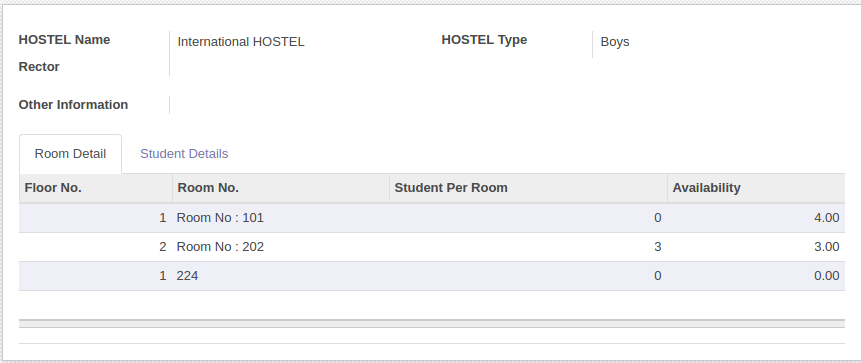 HOSTEL Name International HOSTEL HOSTEL Type Boys
Rector
Other Information
Room Detail Student Details
Floor No. Room No. Student Per Room Availability
1 Room No : 101 0 4.00
2 Room No : 202 3 3.00
1 224 0 0.00